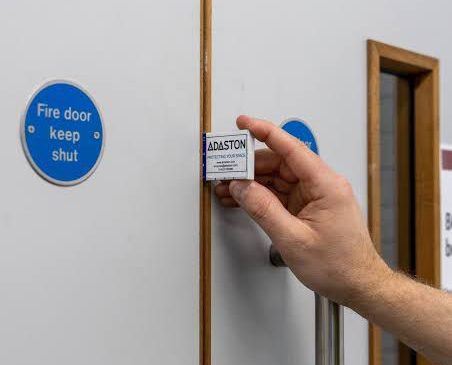 Fire door
keep
shut
ADASTON
PROTECTING YOUR SPACE